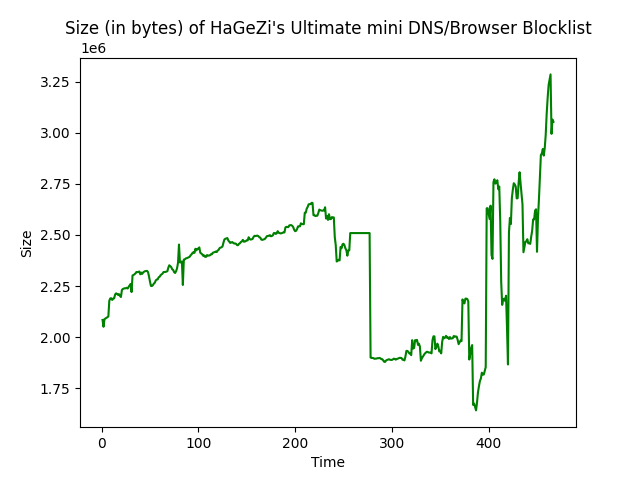 Size (in bytes) of HaGeZi's Ultimate mini DNS/Browser Blocklist
1e6
3.25
3.00
2.75
2.50
2.25
2.00
1.75
Size
0 100 200 300 400
Time